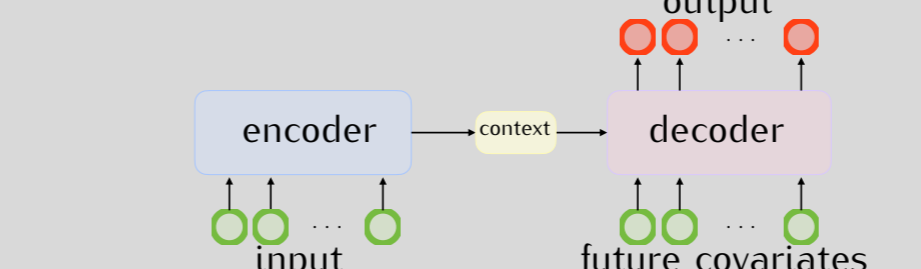 output
. . .
encoder
context
decoder
. . .
. . .
input
future covariates